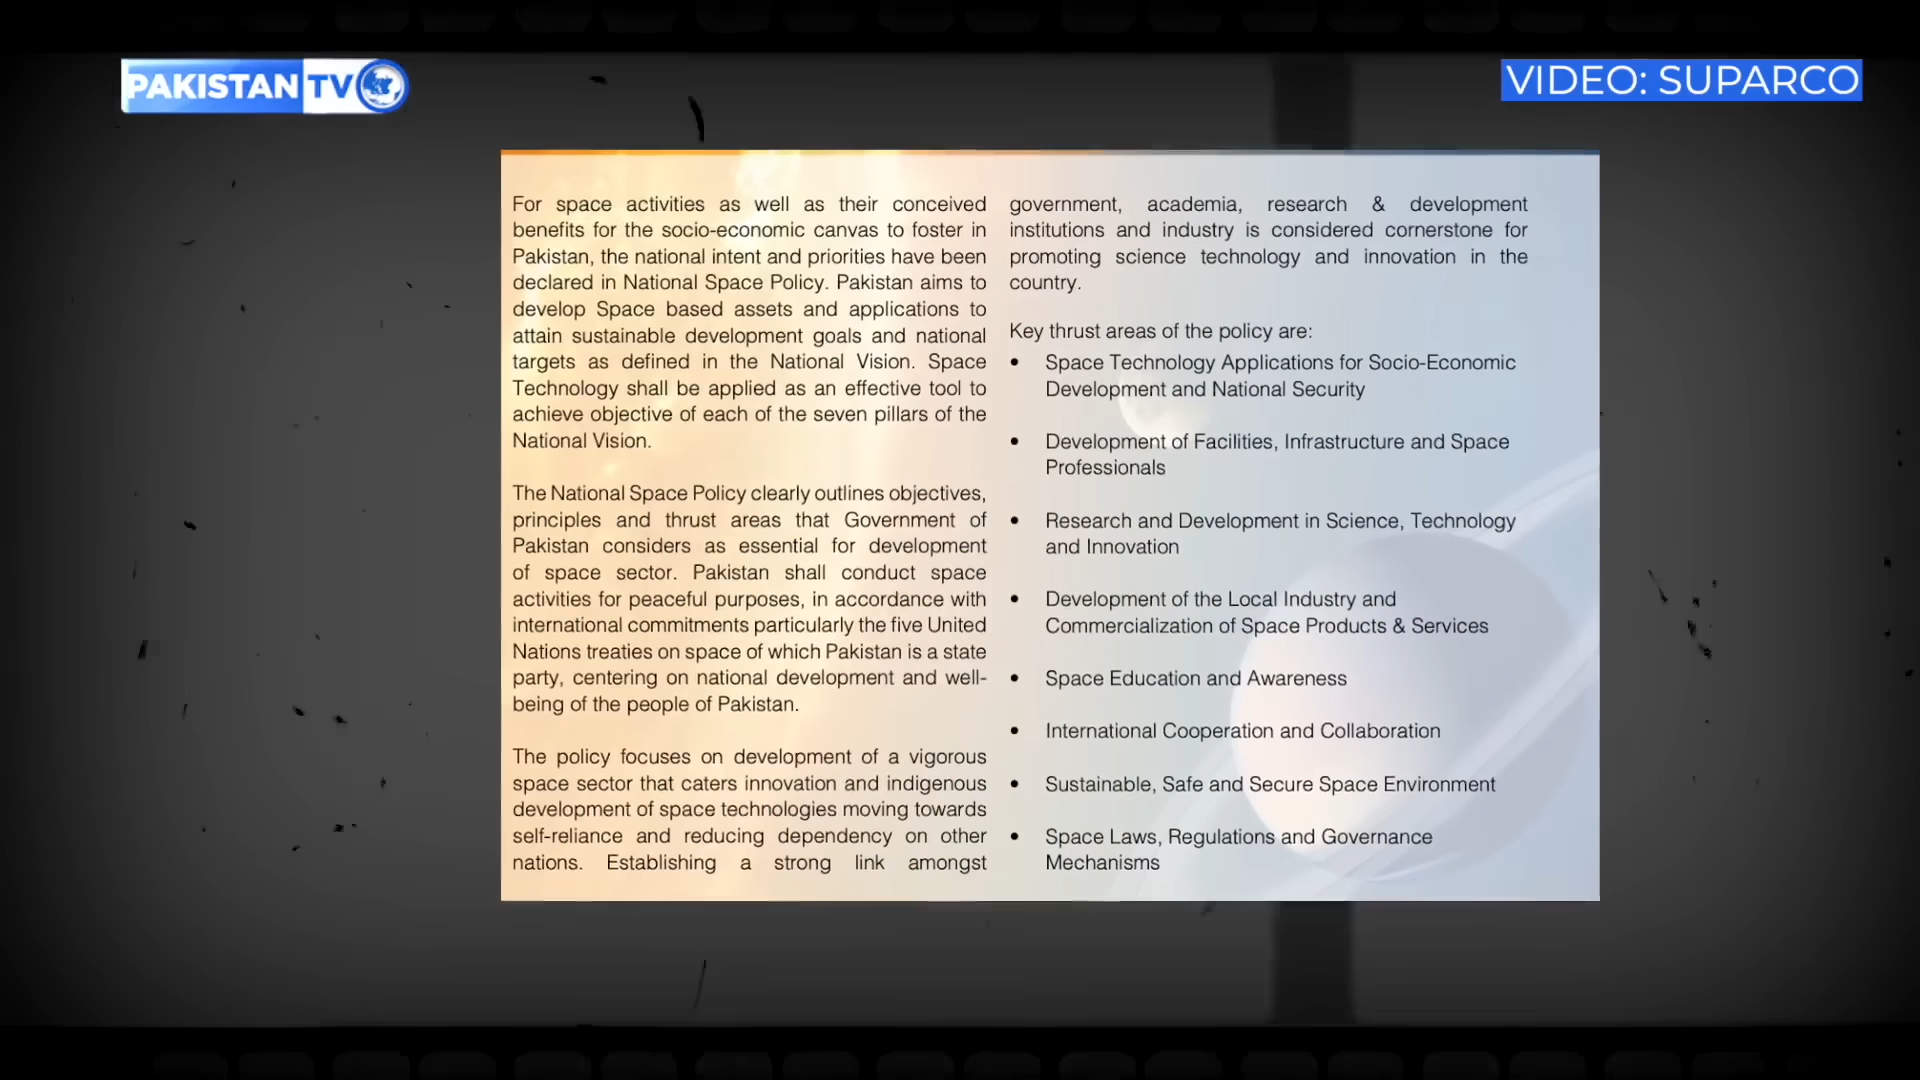 PAKISTAN TV
VIDEO: SUPARCO
For space activities as well as their conceived
benefits for the socio-economic canvas to foster in
Pakistan, the national intent and priorities have been
declared in National Space Policy. Pakistan aims to
develop Space based assets and applications to
attain sustainable development goals and national
targets as defined in the National Vision. Space
Technology shall be applied as an effective tool to
achieve objective of each of the seven pillars of the
National Vision.
The National Space Policy clearly outlines objectives,
principles and thrust areas that Government of
Pakistan considers as essential for development
of space sector. Pakistan shall conduct space
activities for peaceful purposes, in accordance with
international commitments particularly the five United
Nations treaties on space of which Pakistan is a state
party, centering on national development and well-
being of the people of Pakistan.
The policy focuses on development of a vigorous
space sector that caters innovation and indigenous
development of space technologies moving towards
self-reliance and reducing dependency on other
nations. Establishing a strong link amongst
government, academia, research & development
institutions and industry is considered cornerstone for
promoting science technology and innovation in the
country.
Key thrust areas of the policy are:
• Space Technology Applications for Socio-Economic
Development and National Security
• Development of Facilities, Infrastructure and Space
Professionals
• Research and Development in Science, Technology
and Innovation
• Development of the Local Industry and
Commercialization of Space Products & Services
• Space Education and Awareness
• International Cooperation and Collaboration
• Sustainable, Safe and Secure Space Environment
• Space Laws, Regulations and Governance
Mechanisms